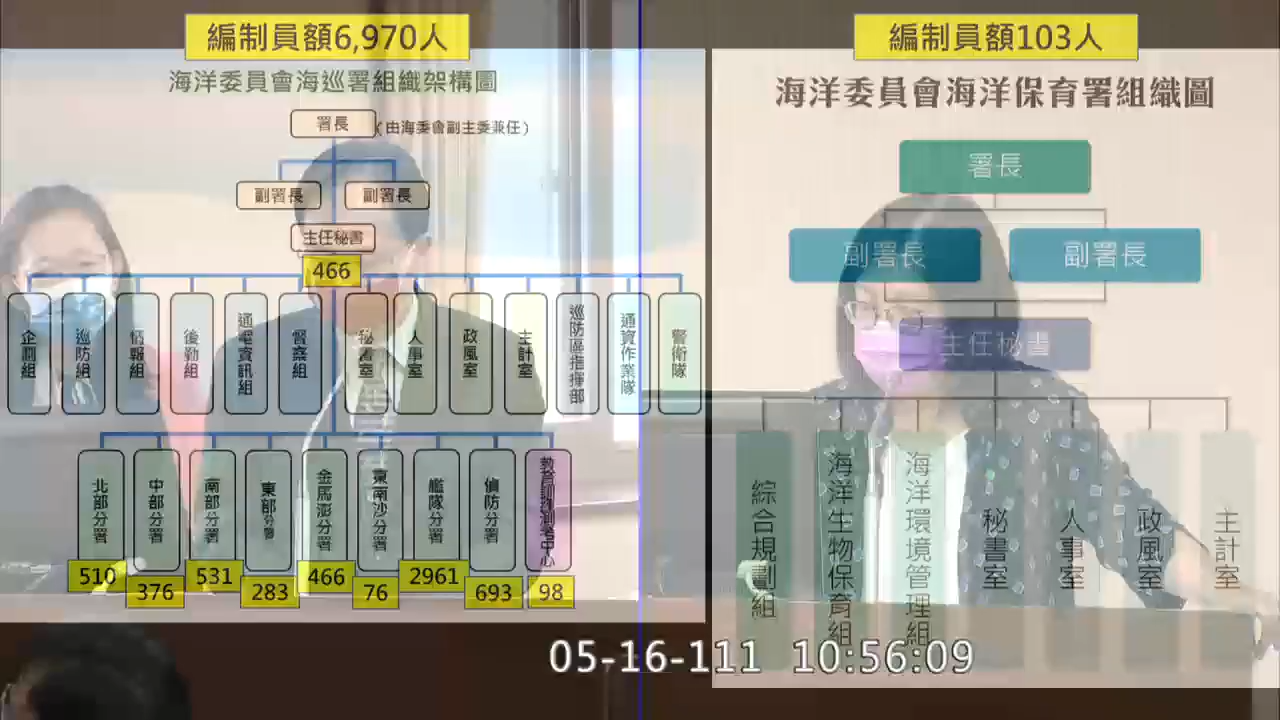 編制員額6,970人
海洋委員會海巡署組織架構圖
署長
(由海委會副主委兼任)
副署長
副署長
主任秘書
466
企劃組
巡防組
情報組
後勤組
通電資訊組
督察組
秘書室
人事室
政風室
主計室
巡防區指揮部
通資作業隊
警衛隊
北部分署
中部分署
南部分署
東部分署
金馬澎分署
東南沙分署
艦隊分署
偵防分署
教育訓練測考中心
510
376
531
283
466
76
2961
693
98
編制員額103人
海洋委員會海洋保育署組織圖
署長
副署長
副署長
主任秘書
綜合規劃組
海洋生物保育組
海洋環境管理組
秘書室
人事室
政風室
主計室
05-16-111 10:56:09